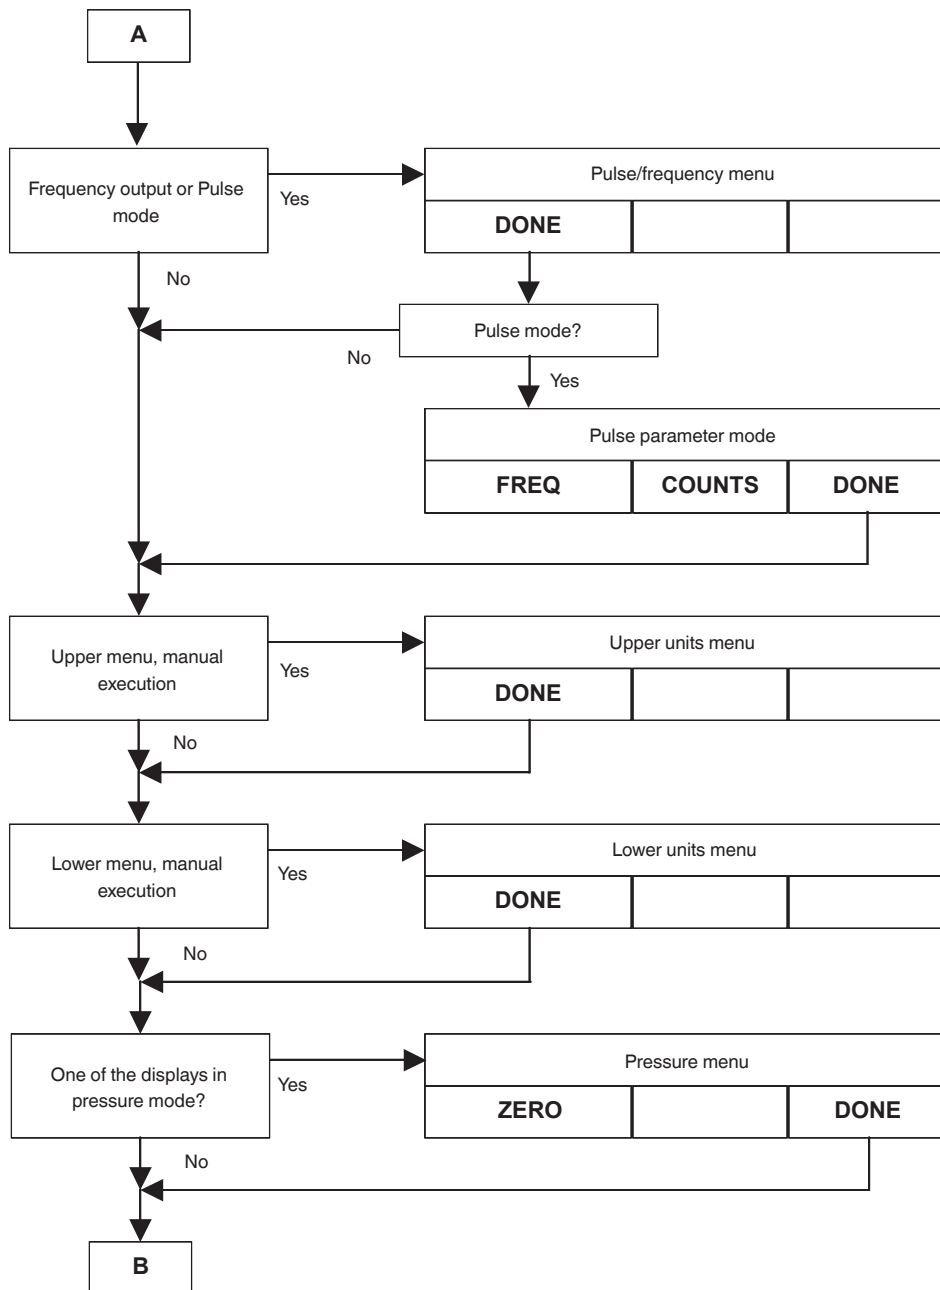 A
Frequency output or Pulse
mode
Yes
Pulse/frequency menu
DONE
No
Pulse mode?
No
Yes
Pulse parameter mode
FREQ COUNTS DONE
Upper menu, manual
execution
Yes
Upper units menu
DONE
No
Lower menu, manual
execution
Yes
Lower units menu
DONE
No
One of the displays in
pressure mode?
Yes
Pressure menu
ZERO DONE
No
B